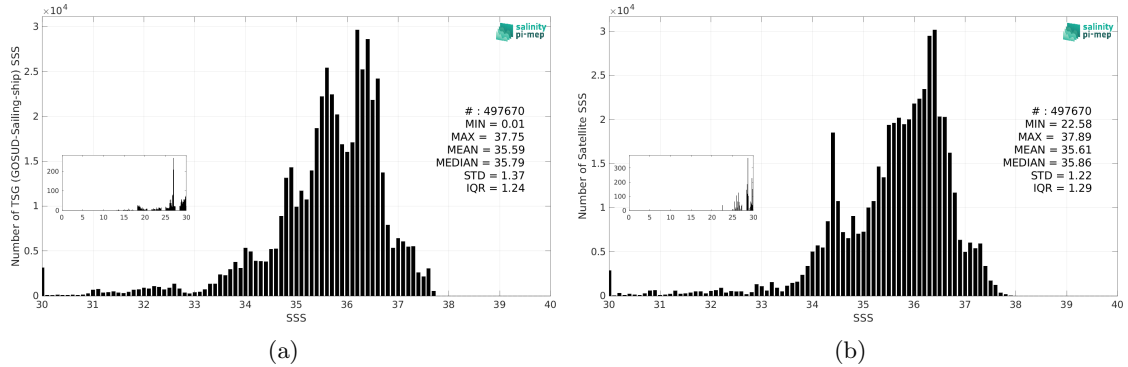 ×10⁴
3
2.5
2
1.5
1
0.5
0
Number of TSG (GOSUD-Sailing-ship) SSS
salinity
pi-mep
# : 497670
MIN = 0.01
MAX = 37.75
MEAN = 35.59
MEDIAN = 35.79
STD = 1.37
IQR = 1.24
200
100
0
0 5 10 15 20 25 30
30 31 32 33 34 35 36 37 38 39 40
SSS
(a)
×10⁴
3
2.5
2
1.5
1
0.5
0
Number of Satellite SSS
salinity
pi-mep
# : 497670
MIN = 22.58
MAX = 37.89
MEAN = 35.61
MEDIAN = 35.86
STD = 1.22
IQR = 1.29
300
200
100
0
0 5 10 15 20 25 30
30 31 32 33 34 35 36 37 38 39 40
SSS
(b)